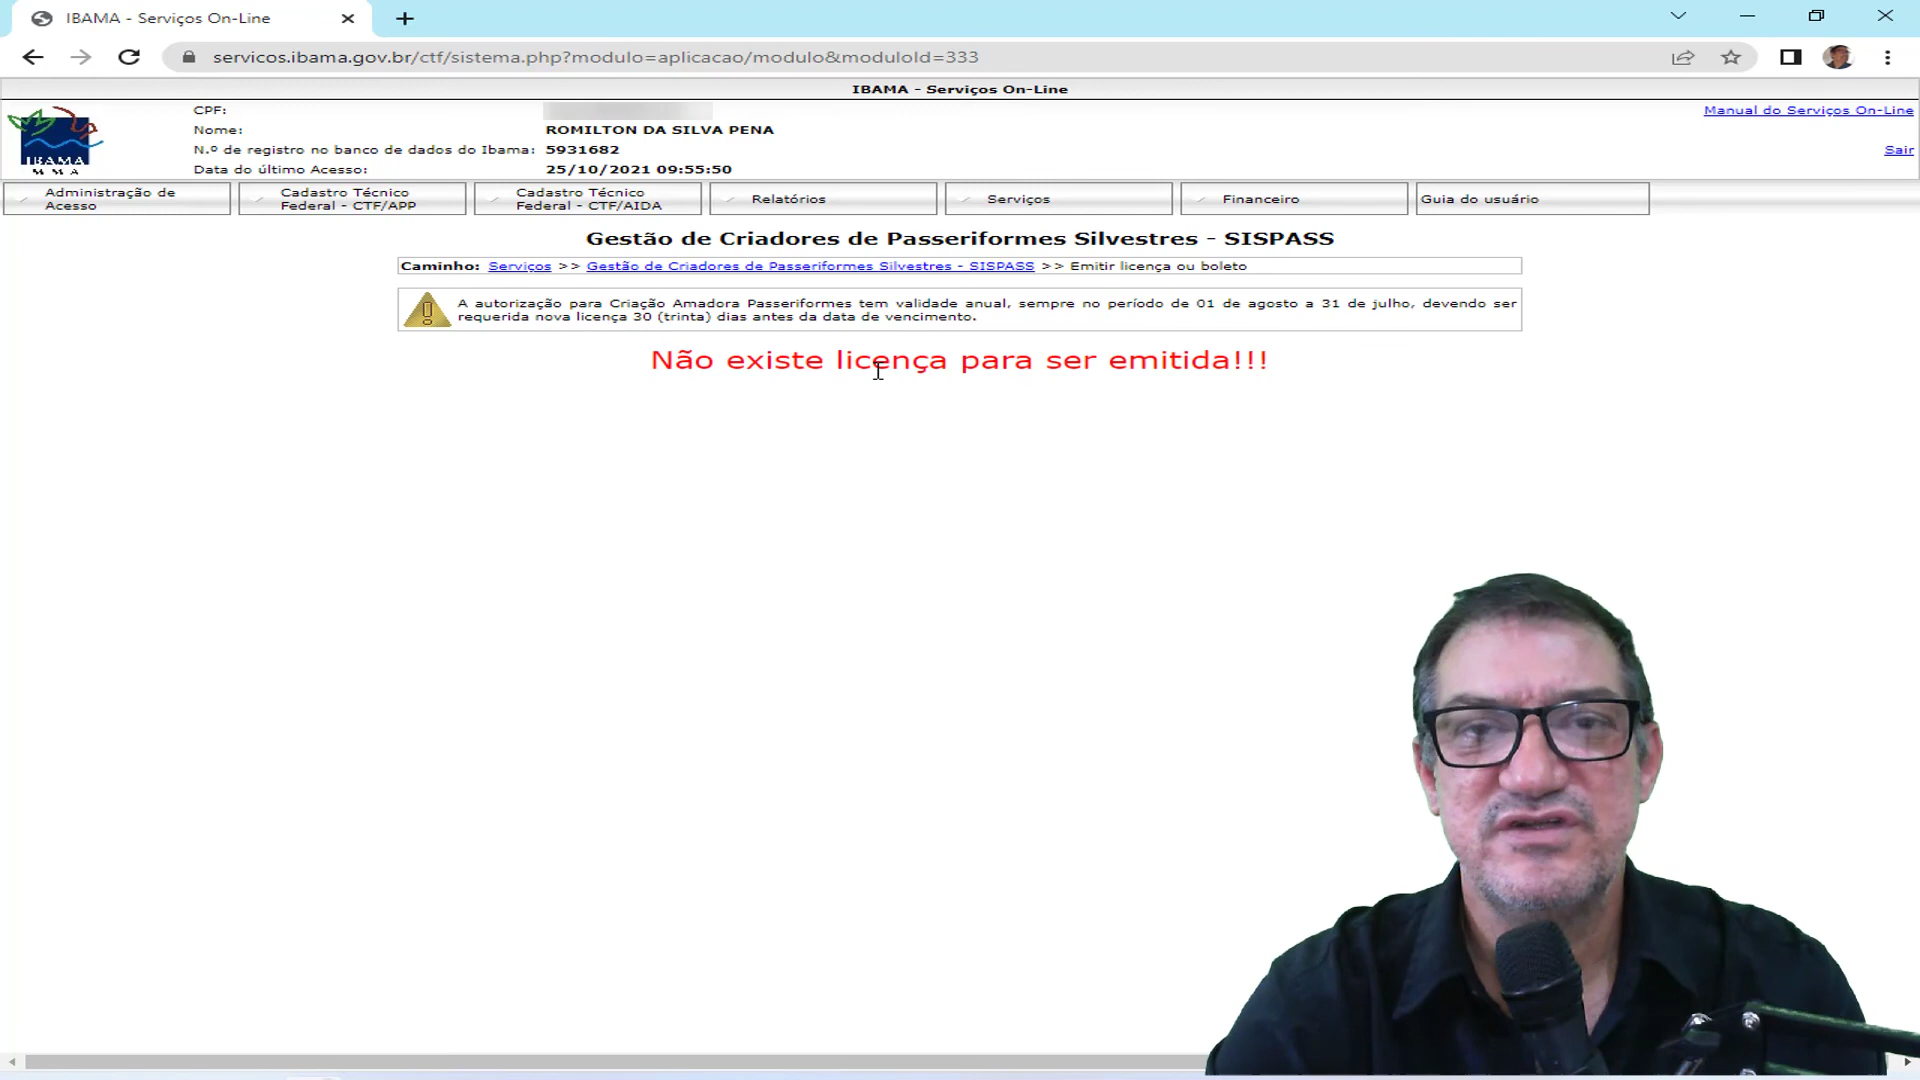 IBAMA - Serviços On-Line
servicos.ibama.gov.br/ctf/sistema.php?modulo=aplicacao/modulo&moduloId=333
IBAMA - Serviços On-Line
CPF:
Manual do Serviços On-Line
Nome: ROMILTON DA SILVA PENA
N.º de registro no banco de dados do Ibama: 5931682
Sair
Data do último Acesso: 25/10/2021 09:55:50
IBAMA
M M A
Administração de
Acesso
Cadastro Técnico
Federal - CTF/APP
Cadastro Técnico
Federal - CTF/AIDA
Relatórios
Serviços
Financeiro
Guia do usuário
Gestão de Criadores de Passeriformes Silvestres - SISPASS
Caminho: Serviços >> Gestão de Criadores de Passeriformes Silvestres - SISPASS >> Emitir licença ou boleto
A autorização para Criação Amadora Passeriformes tem validade anual, sempre no período de 01 de agosto a 31 de julho, devendo ser
requerida nova licença 30 (trinta) dias antes da data de vencimento.
Não existe licença para ser emitida!!!